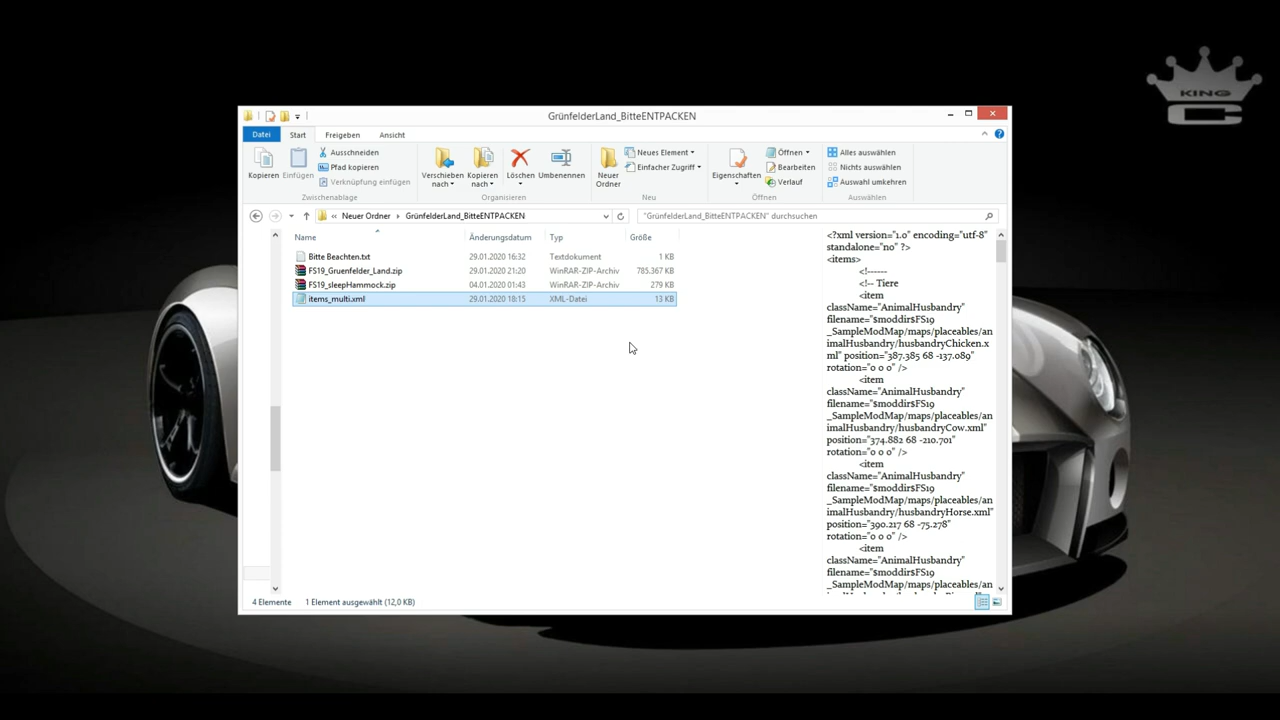 KING
C
GrünfelderLand_BitteENTPACKEN
Datei Start Freigeben Ansicht
Kopieren
Einfügen
Ausschneiden
Pfad kopieren
Verknüpfung einfügen
Zwischenablage
Verschieben
nach
Kopieren
nach
Löschen
Umbenennen
Organisieren
Neuer
Ordner
Neues Element
Einfacher Zugriff
Neu
Eigenschaften
Öffnen
Bearbeiten
Verlauf
Öffnen
Alles auswählen
Nichts auswählen
Auswahl umkehren
Auswählen
« Neuer Ordner › GrünfelderLand_BitteENTPACKEN
"GrünfelderLand_BitteENTPACKEN" durchsuchen
Name Änderungsdatum Typ Größe
Bitte Beachten.txt 29.01.2020 16:32 Textdokument 1 KB
FS19_Gruenfelder_Land.zip 29.01.2020 21:20 WinRAR-ZIP-Archiv 785.367 KB
FS19_sleepHammock.zip 04.01.2020 01:43 WinRAR-ZIP-Archiv 279 KB
items_multi.xml 29.01.2020 18:15 XML-Datei 13 KB
<?xml version="1.0" encoding="utf-8"
standalone="no" ?>
<items>
<!------
<!-- Tiere
<item
className="AnimalHusbandry"
filename="$moddir$FS19
_SampleModMap/maps/placeables/an
imalHusbandry/husbandryChicken.x
ml" position="387.385 68 -137.089"
rotation="0 0 0" />
<item
className="AnimalHusbandry"
filename="$moddir$FS19
_SampleModMap/maps/placeables/an
imalHusbandry/husbandryCow.xml"
position="374.882 68 -210.701"
rotation="0 0 0" />
<item
className="AnimalHusbandry"
filename="$moddir$FS19
_SampleModMap/maps/placeables/an
imalHusbandry/husbandryHorse.xml"
position="390.217 68 -75.278"
rotation="0 0 0" />
<item
className="AnimalHusbandry"
filename="$moddir$FS19
_SampleModMap/maps/placeables/an
4 Elemente 1 Element ausgewählt (12,0 KB)